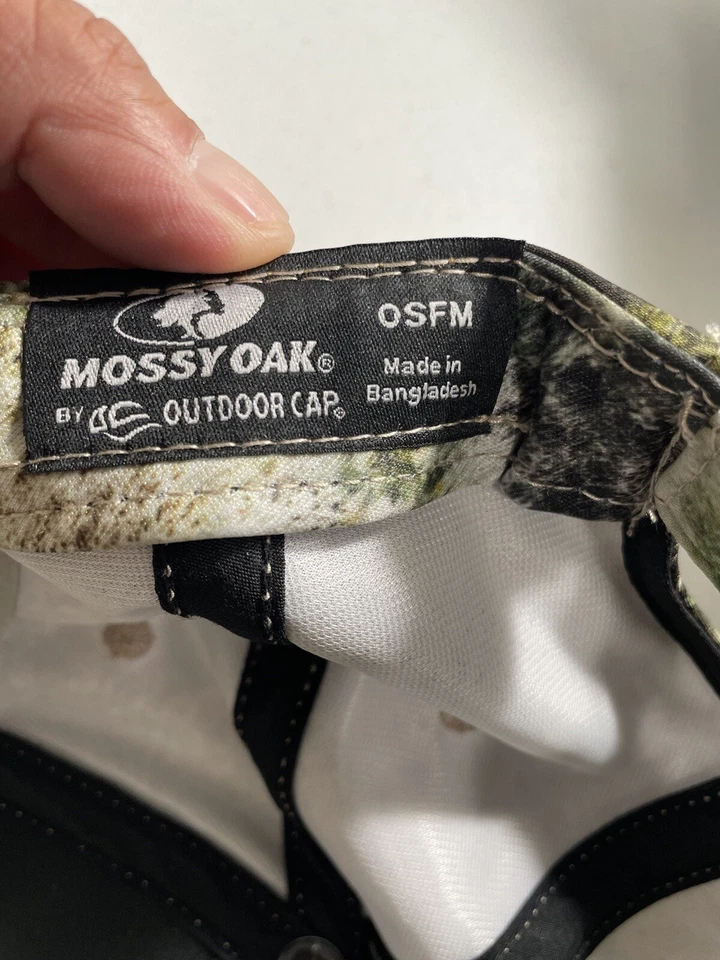 MOSSY OAK®
BY OUTDOOR CAP®
OSFM
Made in
Bangladesh